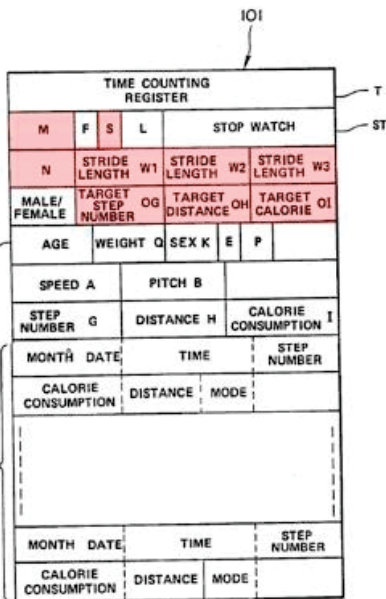 101
TIME COUNTING
REGISTER
T
M F S L STOP WATCH ST
N STRIDE LENGTH W1 STRIDE LENGTH W2 STRIDE LENGTH W3
MALE/FEMALE TARGET STEP NUMBER OG TARGET DISTANCE OH TARGET CALORIE OI
AGE WEIGHT Q SEX K E P
SPEED A PITCH B
STEP NUMBER G DISTANCE H CALORIE CONSUMPTION I
MONTH DATE TIME STEP NUMBER
CALORIE CONSUMPTION DISTANCE MODE
MONTH DATE TIME STEP NUMBER
CALORIE CONSUMPTION DISTANCE MODE